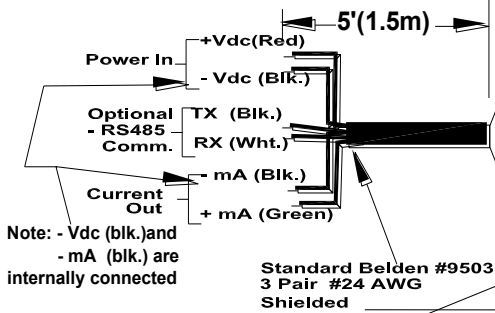 5'(1.5m)
+Vdc(Red)
Power In
- Vdc (Blk.)
Optional TX (Blk.)
- RS485
Comm. RX (Wht.)
- mA (Blk.)
Current
Out
+ mA (Green)
Note: - Vdc (blk.)and
- mA (blk.) are
internally connected
Standard Belden #9503
3 Pair #24 AWG
Shielded